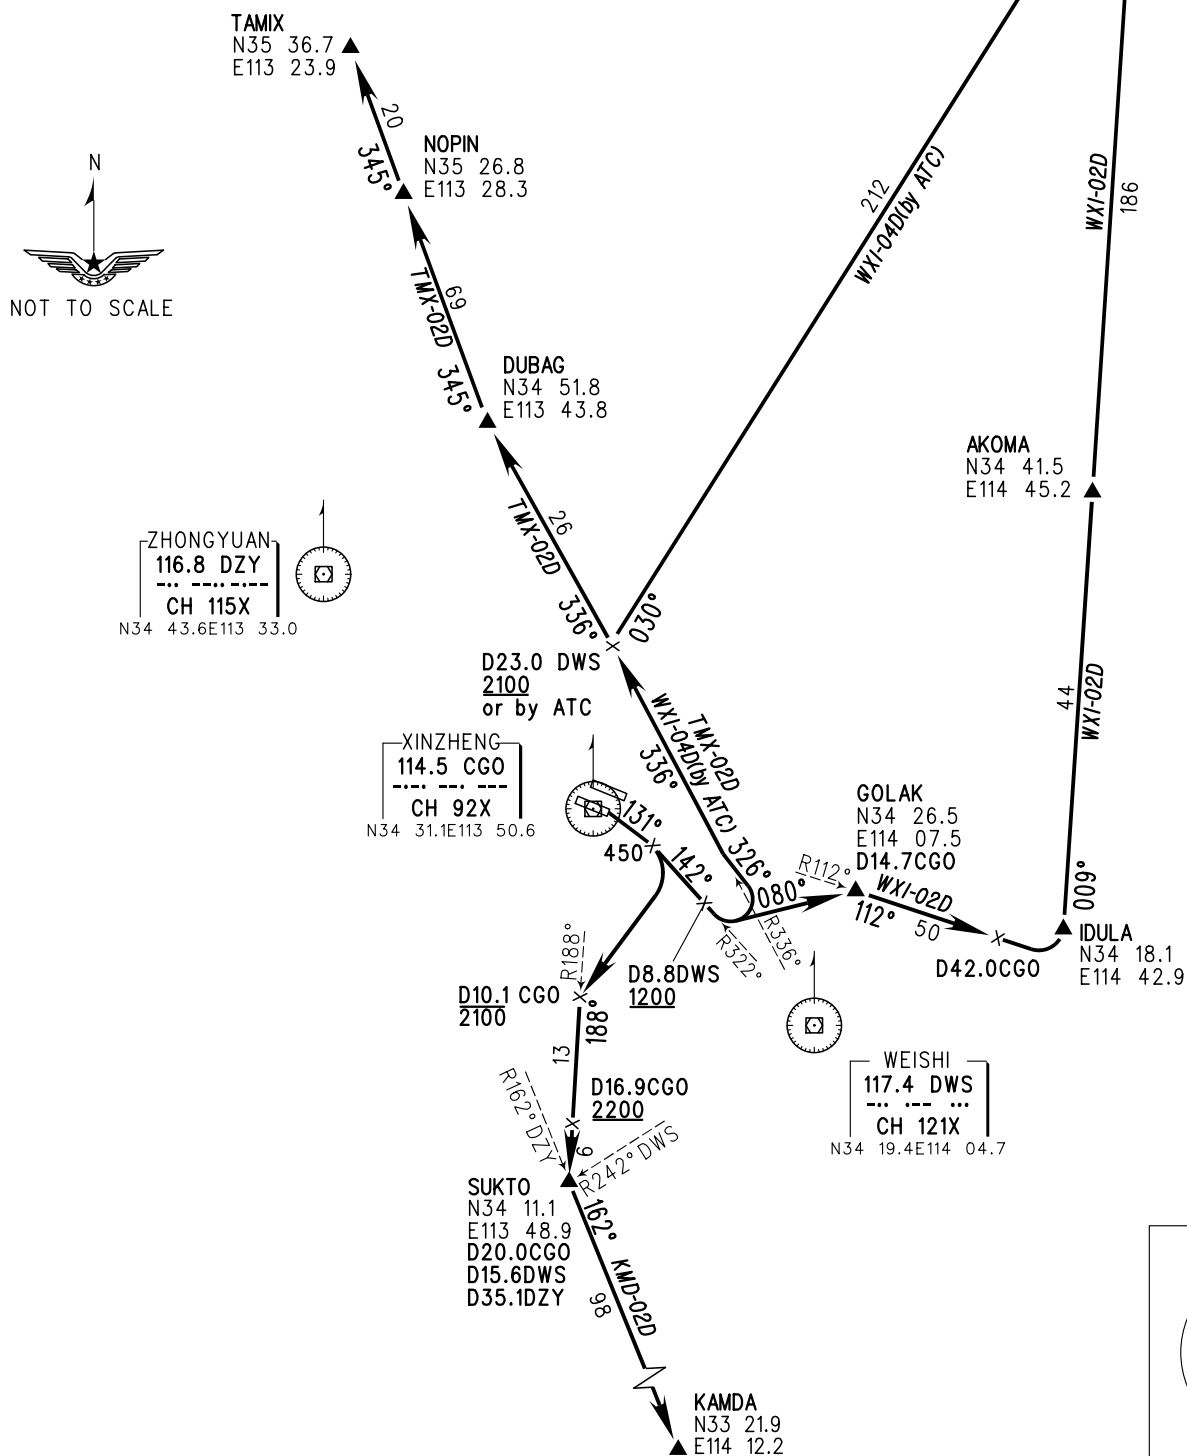 TAMIX
N35 36.7
E113 23.9
20
345°
NOPIN
N35 26.8
E113 28.3
N
NOT TO SCALE
69
TMX-02D
345°
212
WXI-04D(by ATC)
WXI-02D
186
DUBAG
N34 51.8
E113 43.8
AKOMA
N34 41.5
E114 45.2
26
TMX-02D
336°
030°
ZHONGYUAN
116.8 DZY
-·· --·· -·--
CH 115X
N34 43.6E113 33.0
D23.0 DWS
2100
or by ATC
44
WXI-02D
TMX-02D
WXI-04D(by ATC)
336°
326°
XINZHENG
114.5 CGO
-·-· --· ---
CH 92X
N34 31.1E113 50.6
131°
450
142°
GOLAK
N34 26.5
E114 07.5
D14.7CGO
R112°
080°
WXI-02D
112°
50
009°
IDULA
N34 18.1
E114 42.9
D42.0CGO
R336°
R322°
R188°
D8.8DWS
1200
D10.1 CGO
2100
188°
13
D16.9CGO
2200
WEISHI
117.4 DWS
-·· ·-- ···
CH 121X
N34 19.4E114 04.7
R162° DZY
6
R242° DWS
SUKTO
N34 11.1
E113 48.9
D20.0CGO
D15.6DWS
D35.1DZY
162°
KMD-02D
98
KAMDA
N33 21.9
E114 12.2